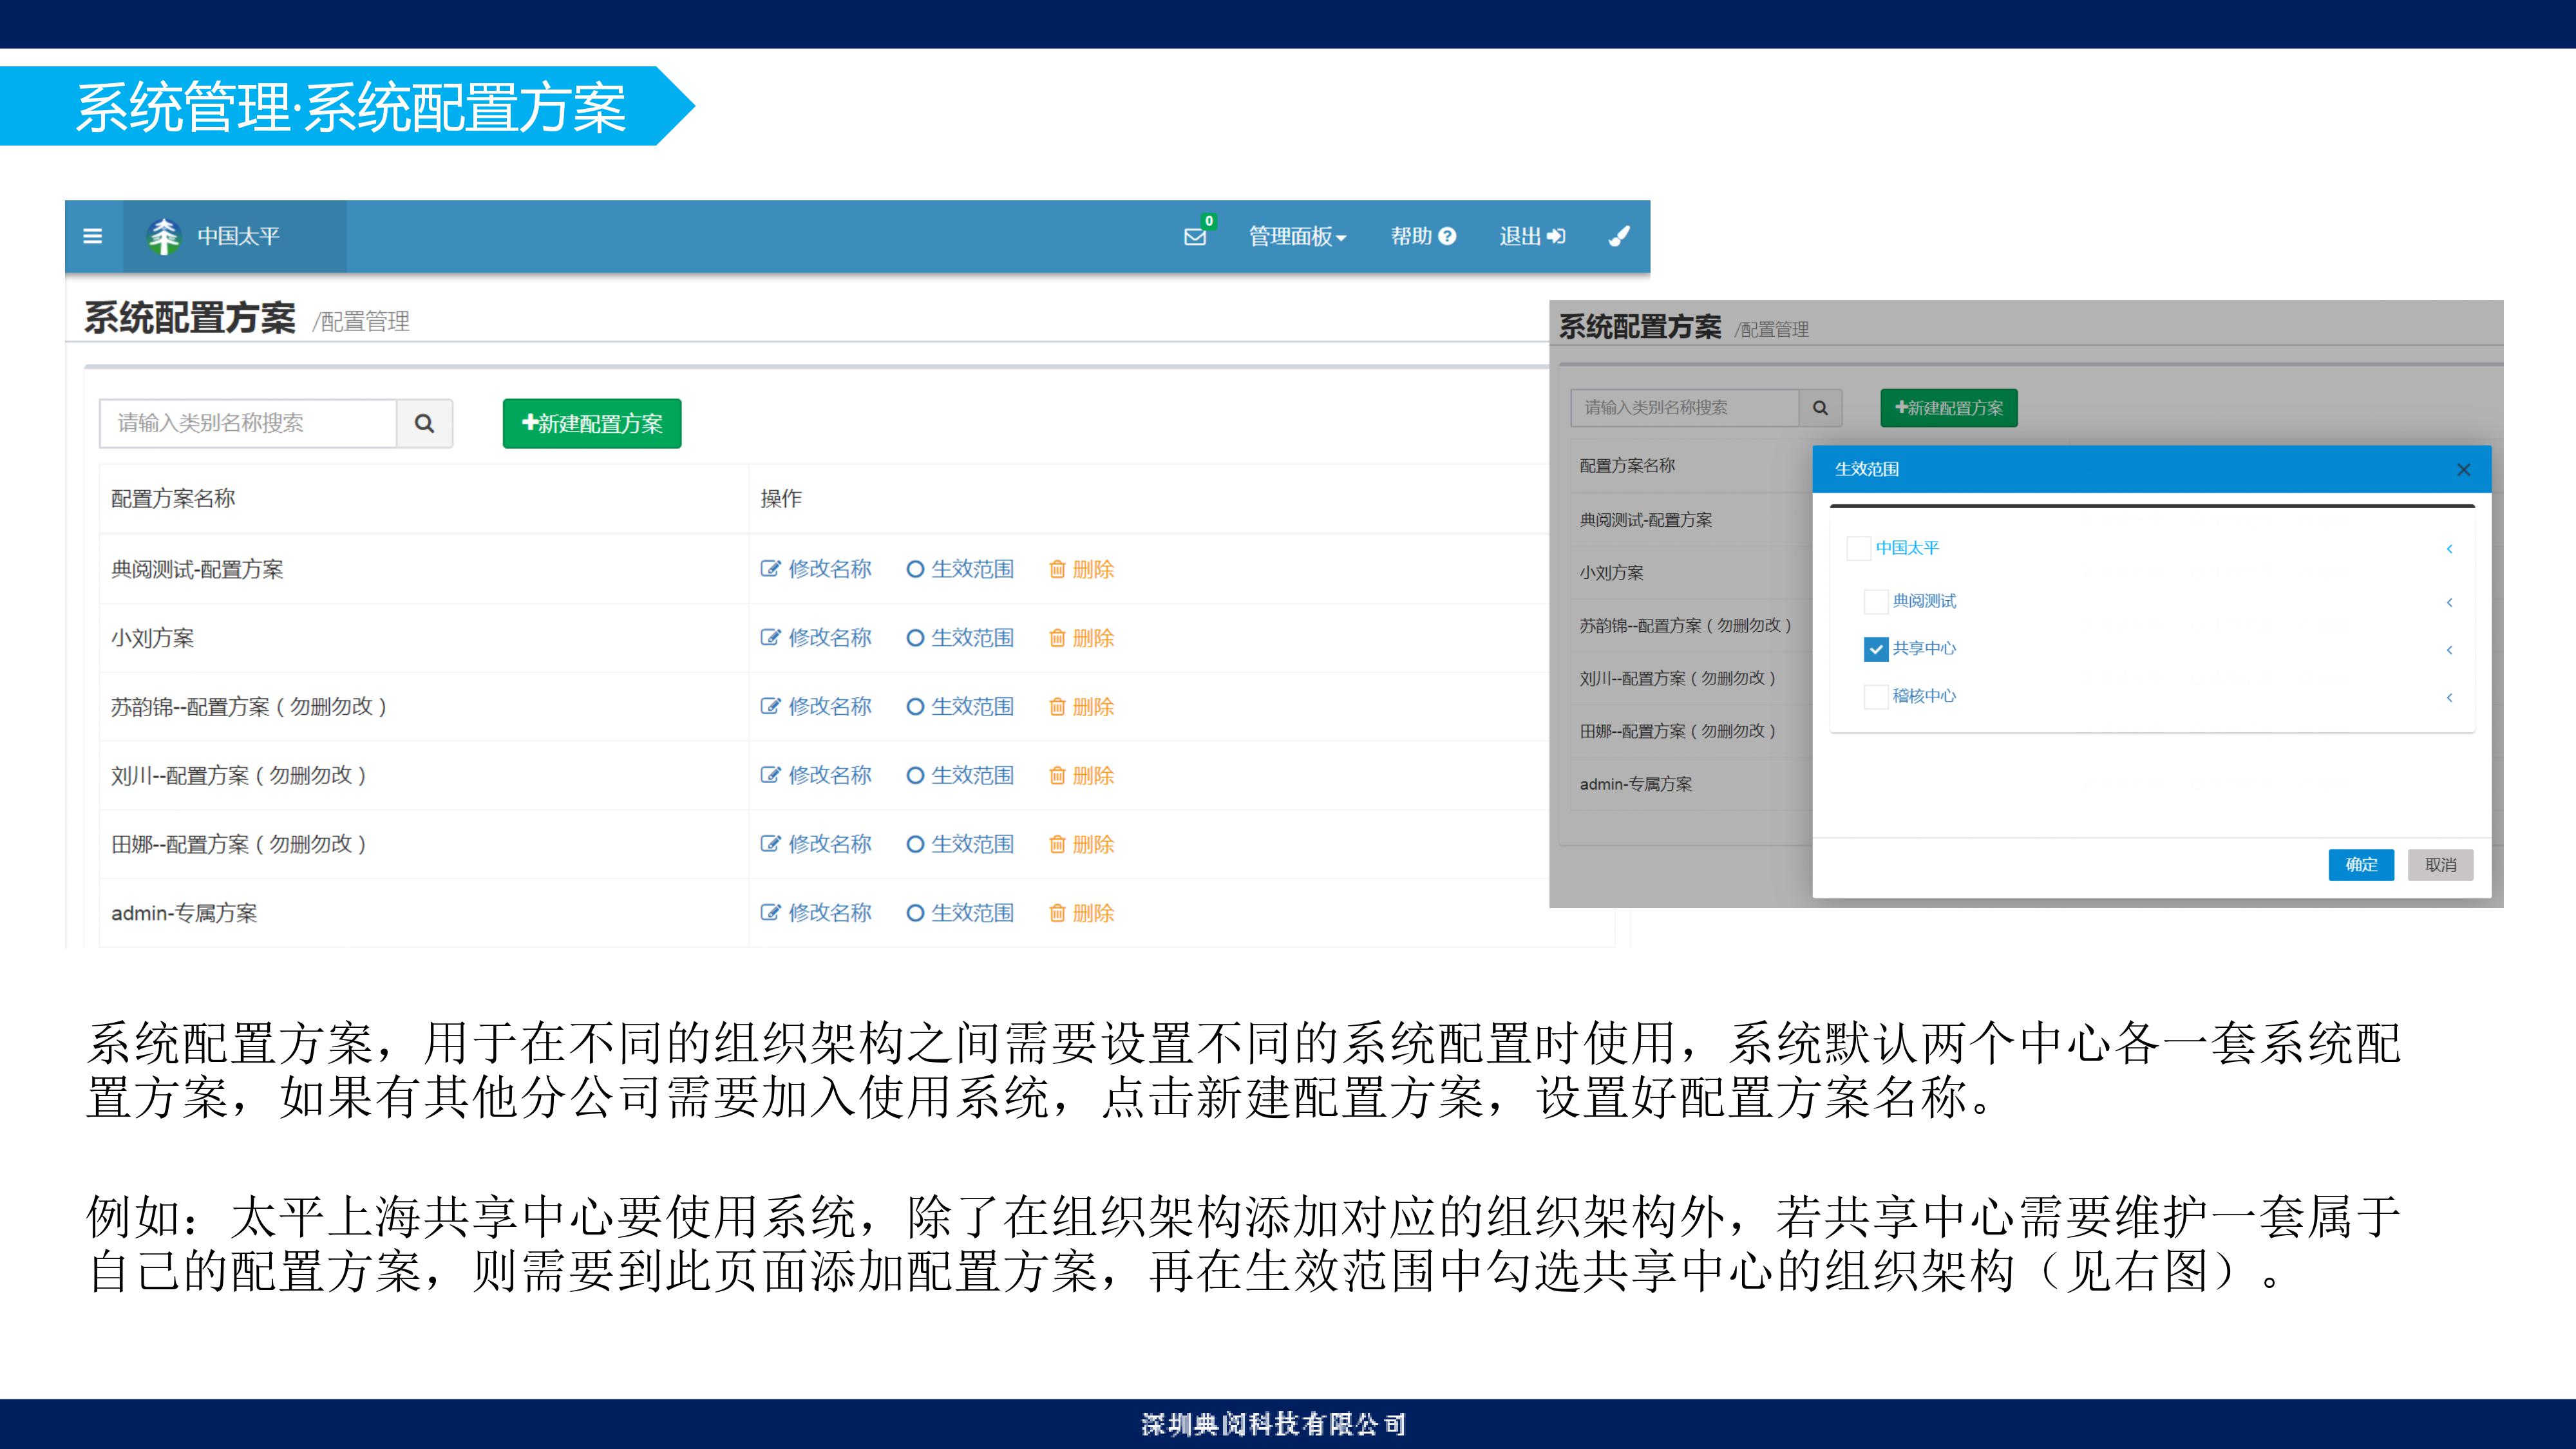 系统管理·系统配置方案
中国太平
0
管理面板
帮助
退出
系统配置方案 /配置管理
请输入类别名称搜索
新建配置方案
配置方案名称 操作
典阅测试-配置方案 修改名称 生效范围 删除
小刘方案 修改名称 生效范围 删除
苏韵锦--配置方案（勿删勿改） 修改名称 生效范围 删除
刘川--配置方案（勿删勿改） 修改名称 生效范围 删除
田娜--配置方案（勿删勿改） 修改名称 生效范围 删除
admin-专属方案 修改名称 生效范围 删除
系统配置方案 /配置管理
请输入类别名称搜索
新建配置方案
配置方案名称
典阅测试-配置方案
小刘方案
苏韵锦--配置方案（勿删勿改）
刘川--配置方案（勿删勿改）
田娜--配置方案（勿删勿改）
admin-专属方案
生效范围
中国太平
典阅测试
共享中心
稽核中心
确定 取消
系统配置方案，用于在不同的组织架构之间需要设置不同的系统配置时使用，系统默认两个中心各一套系统配
置方案，如果有其他分公司需要加入使用系统，点击新建配置方案，设置好配置方案名称。
例如：太平上海共享中心要使用系统，除了在组织架构添加对应的组织架构外，若共享中心需要维护一套属于
自己的配置方案，则需要到此页面添加配置方案，再在生效范围中勾选共享中心的组织架构（见右图）。
深圳典阅科技有限公司